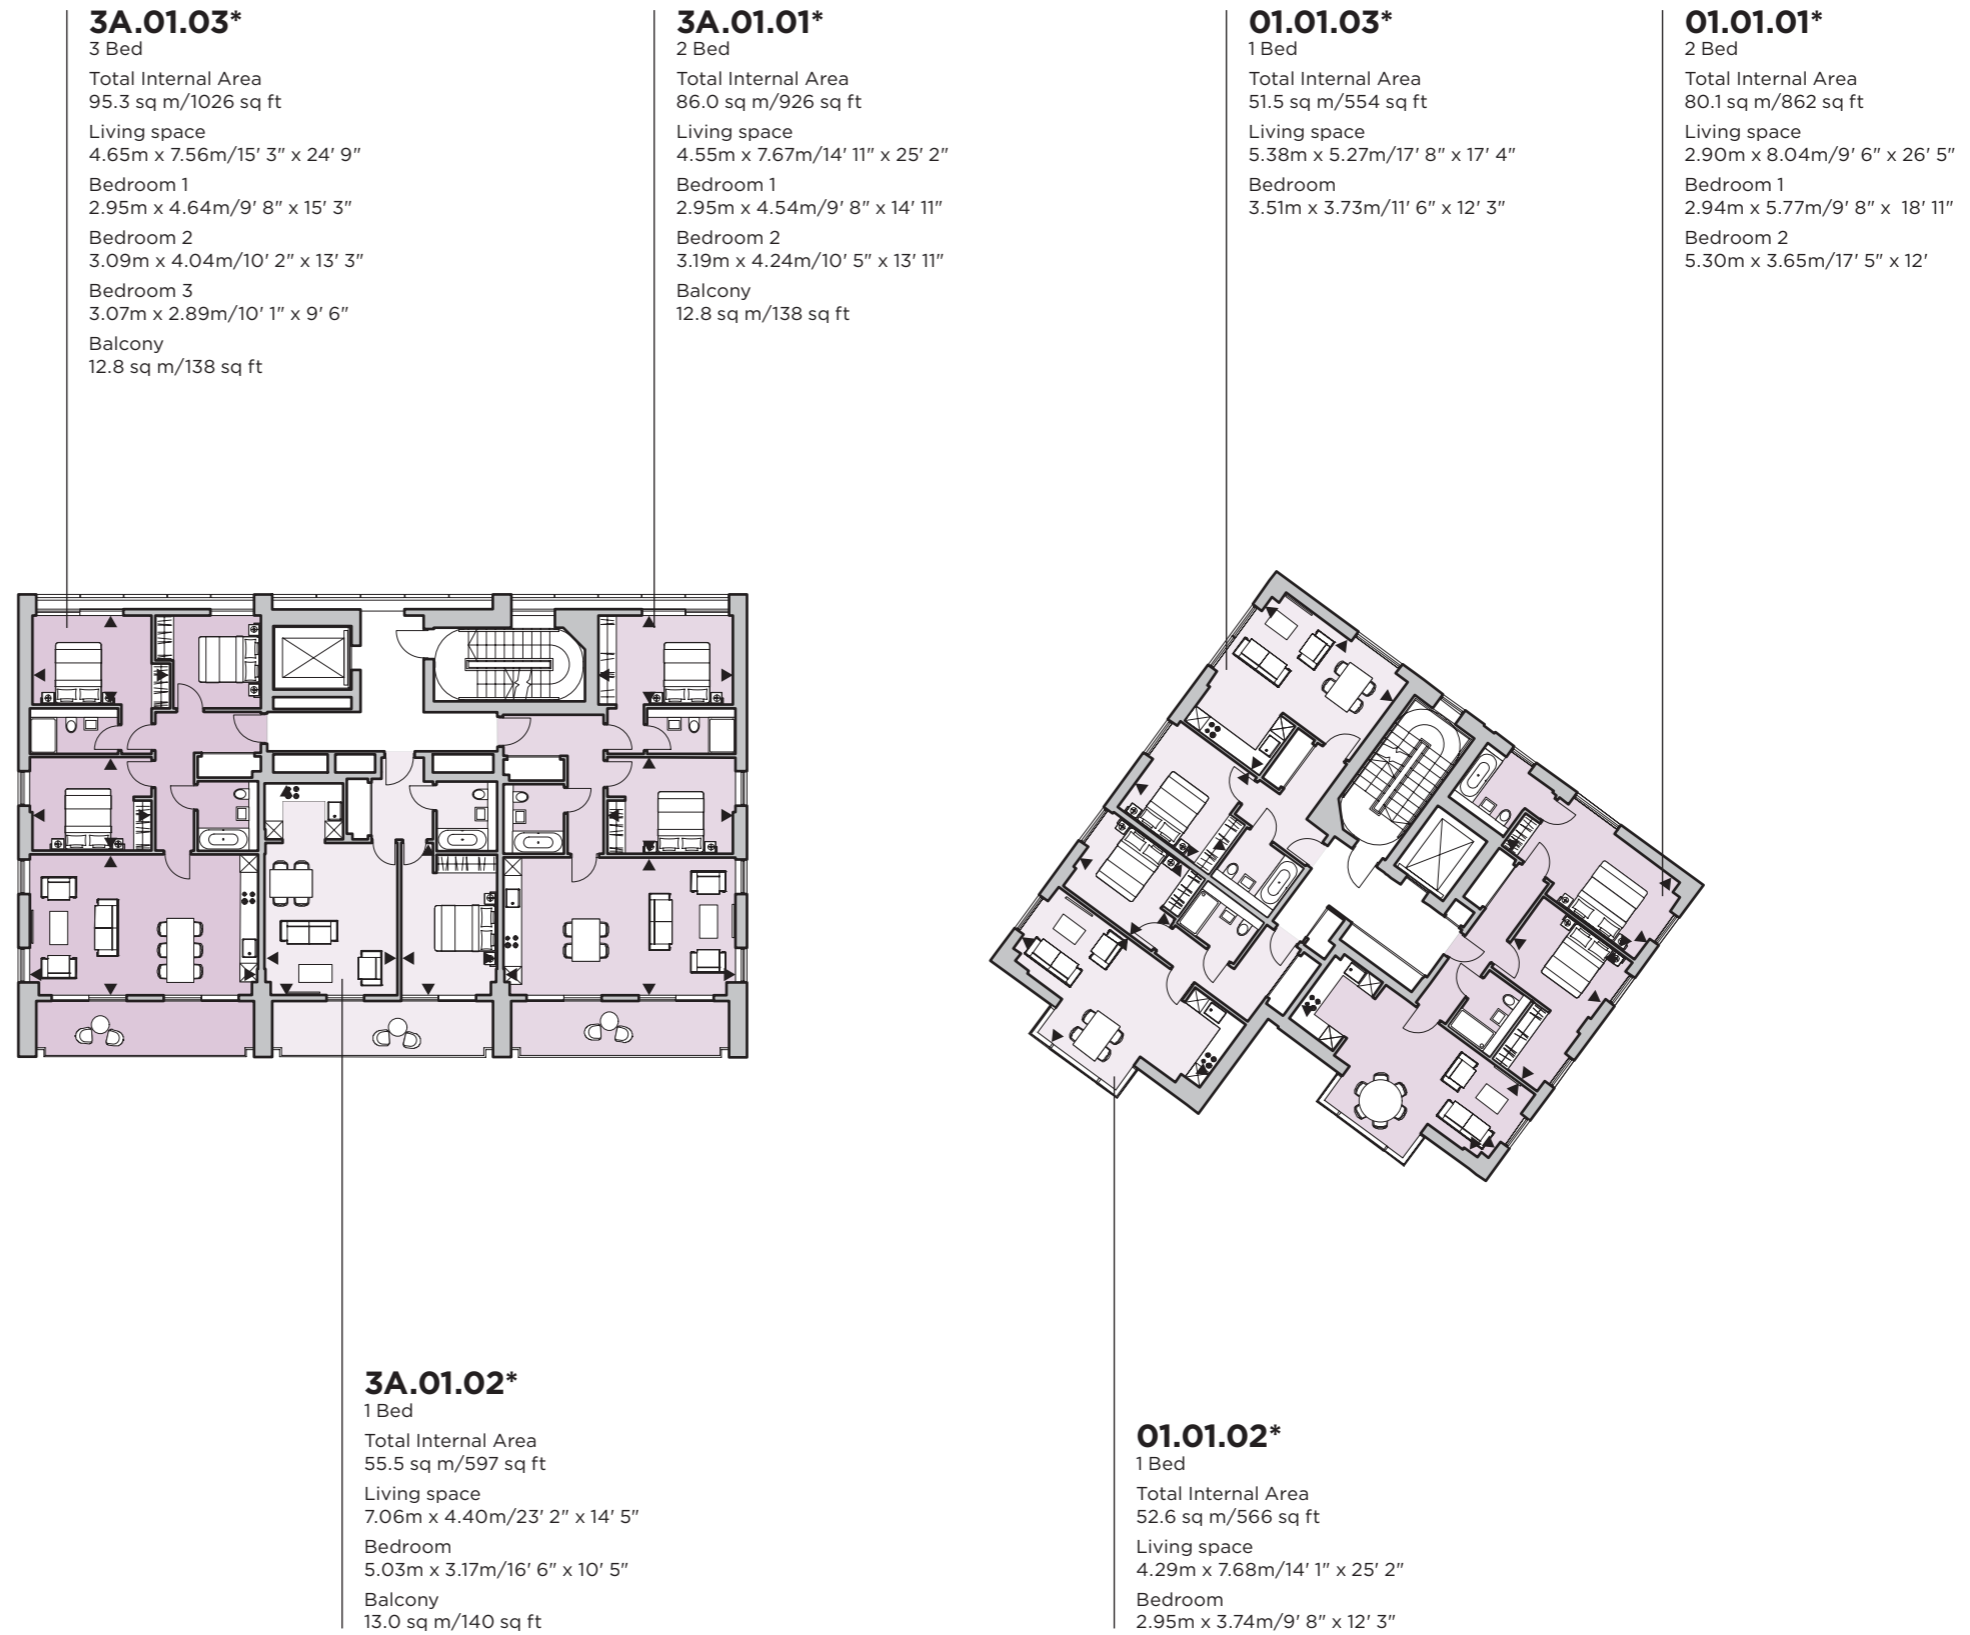 3A.01.03*
3 Bed
Total Internal Area
95.3 sq m/1026 sq ft
Living space
4.65m x 7.56m/15' 3" x 24' 9"
Bedroom 1
2.95m x 4.64m/9' 8" x 15' 3"
Bedroom 2
3.09m x 4.04m/10' 2" x 13' 3"
Bedroom 3
3.07m x 2.89m/10' 1" x 9' 6"
Balcony
12.8 sq m/138 sq ft
3A.01.01*
2 Bed
Total Internal Area
86.0 sq m/926 sq ft
Living space
4.55m x 7.67m/14' 11" x 25' 2"
Bedroom 1
2.95m x 4.54m/9' 8" x 14' 11"
Bedroom 2
3.19m x 4.24m/10' 5" x 13' 11"
Balcony
12.8 sq m/138 sq ft
01.01.03*
1 Bed
Total Internal Area
51.5 sq m/554 sq ft
Living space
5.38m x 5.27m/17' 8" x 17' 4"
Bedroom
3.51m x 3.73m/11' 6" x 12' 3"
01.01.01*
2 Bed
Total Internal Area
80.1 sq m/862 sq ft
Living space
2.90m x 8.04m/9' 6" x 26' 5"
Bedroom 1
2.94m x 5.77m/9' 8" x  18' 11"
Bedroom 2
5.30m x 3.65m/17' 5" x 12'
3A.01.02*
1 Bed
Total Internal Area
55.5 sq m/597 sq ft
Living space
7.06m x 4.40m/23' 2" x 14' 5"
Bedroom
5.03m x 3.17m/16' 6" x 10' 5"
Balcony
13.0 sq m/140 sq ft
01.01.02*
1 Bed
Total Internal Area
52.6 sq m/566 sq ft
Living space
4.29m x 7.68m/14' 1" x 25' 2"
Bedroom
2.95m x 3.74m/9' 8" x 12' 3"